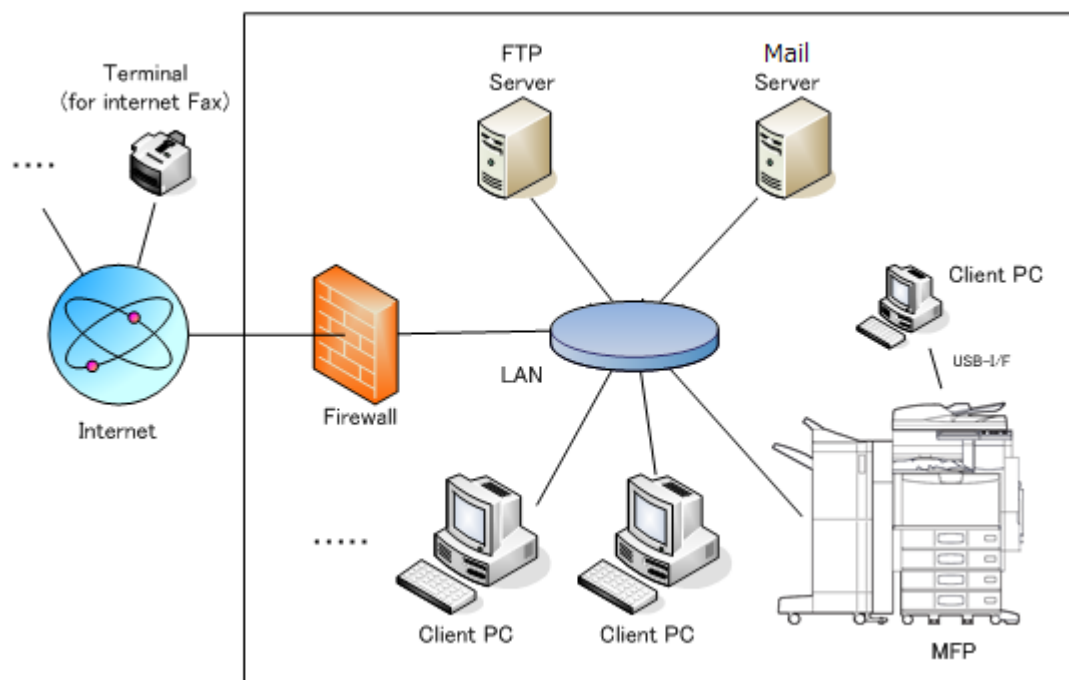 Terminal
(for internet Fax)
....
FTP
Server
Mail
Server
Client PC
USB-I/F
LAN
Firewall
Internet
.....
Client PC
Client PC
MFP